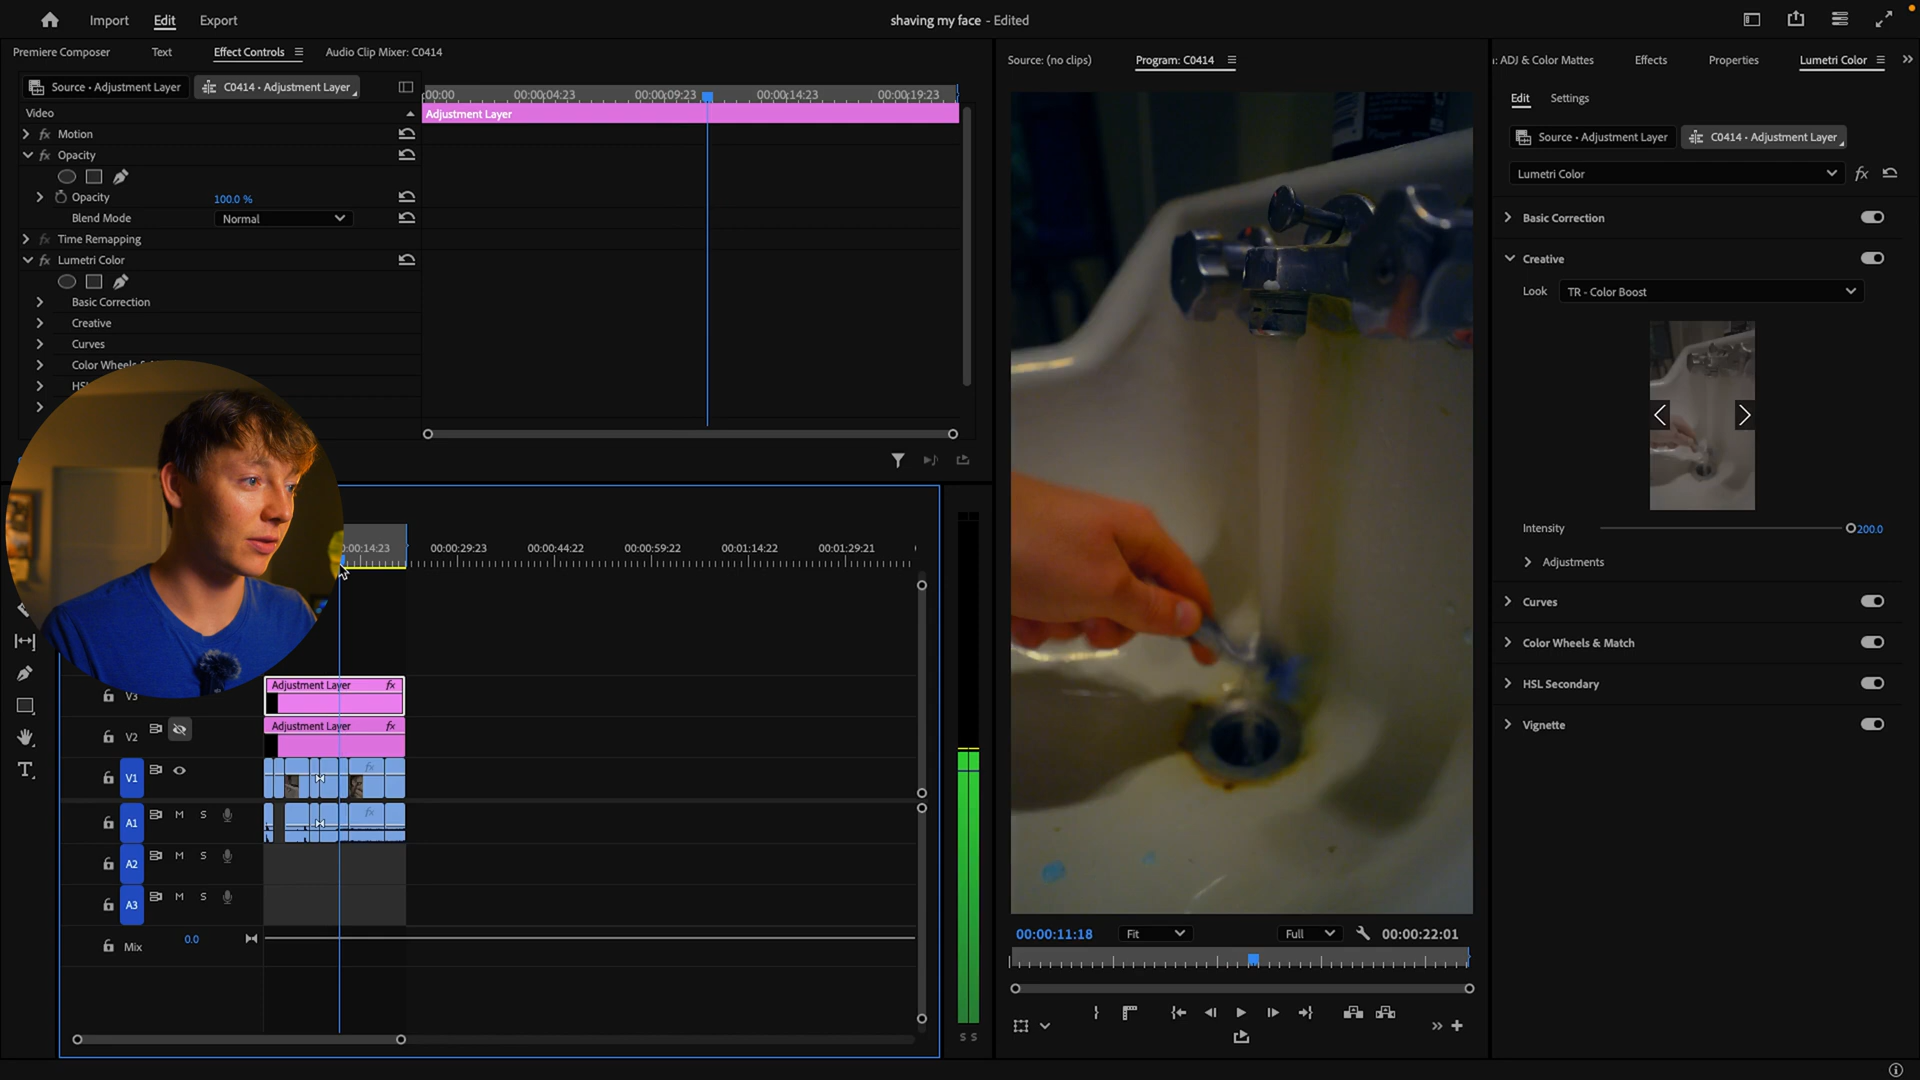 Import Edit Export
shaving my face - Edited
Premiere Composer Text Effect Controls Audio Clip Mixer: C0414
Source • Adjustment Layer C0414 • Adjustment Layer
:00:00 00:00:04:23 00:00:09:23 00:00:14:23 00:00:19:23
Video
Adjustment Layer
fx Motion
fx Opacity
Opacity 100.0 %
Blend Mode Normal
fx Time Remapping
fx Lumetri Color
Basic Correction
Creative
Curves
Color Wheels &
HSL
0:00:14:23 00:00:29:23 00:00:44:22 00:00:59:22 00:01:14:22 00:01:29:21
V3 Adjustment Layer fx
V2 Adjustment Layer fx
V1 fx
A1 M S fx
A2 M S
A3 M S
Mix 0.0
S S
Source: (no clips) Program: C0414
00:00:11:18 Fit Full 00:00:22:01
: ADJ & Color Mattes Effects Properties Lumetri Color
Edit Settings
Source • Adjustment Layer C0414 • Adjustment Layer
Lumetri Color fx
Basic Correction
Creative
Look TR - Color Boost
Intensity 200.0
Adjustments
Curves
Color Wheels & Match
HSL Secondary
Vignette